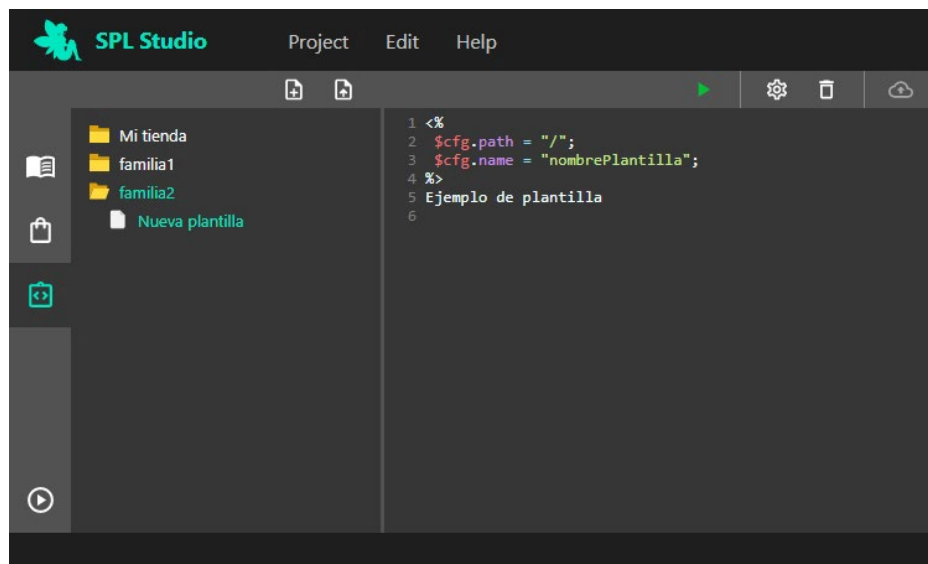 SPL Studio Project Edit Help
Mi tienda
familia1
familia2
Nueva plantilla
1 <%
2 $cfg.path = "/";
3 $cfg.name = "nombrePlantilla";
4 %>
5 Ejemplo de plantilla
6